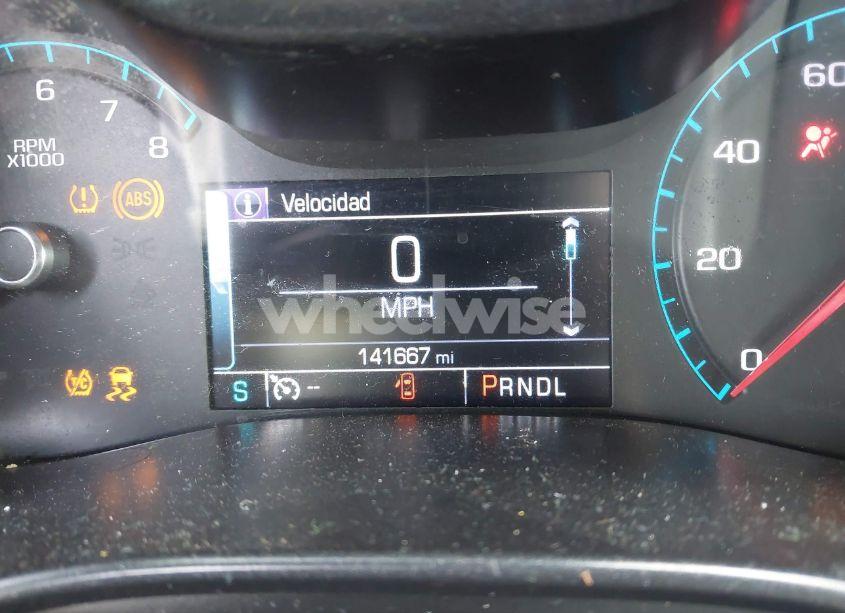 6
7
8
RPM
X1000
ABS
Velocidad
0
MPH
wheelwise
141667 mi
S
--
PRNDL
T/C
60
40
20
0